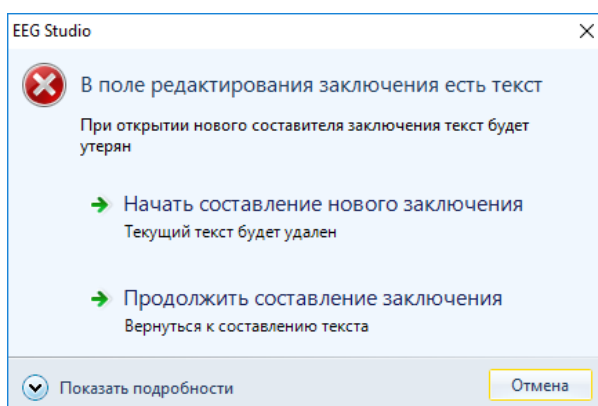 EEG Studio
В поле редактирования заключения есть текст
При открытии нового составителя заключения текст будет
утерян
Начать составление нового заключения
Текущий текст будет удален
Продолжить составление заключения
Вернуться к составлению текста
Показать подробности
Отмена